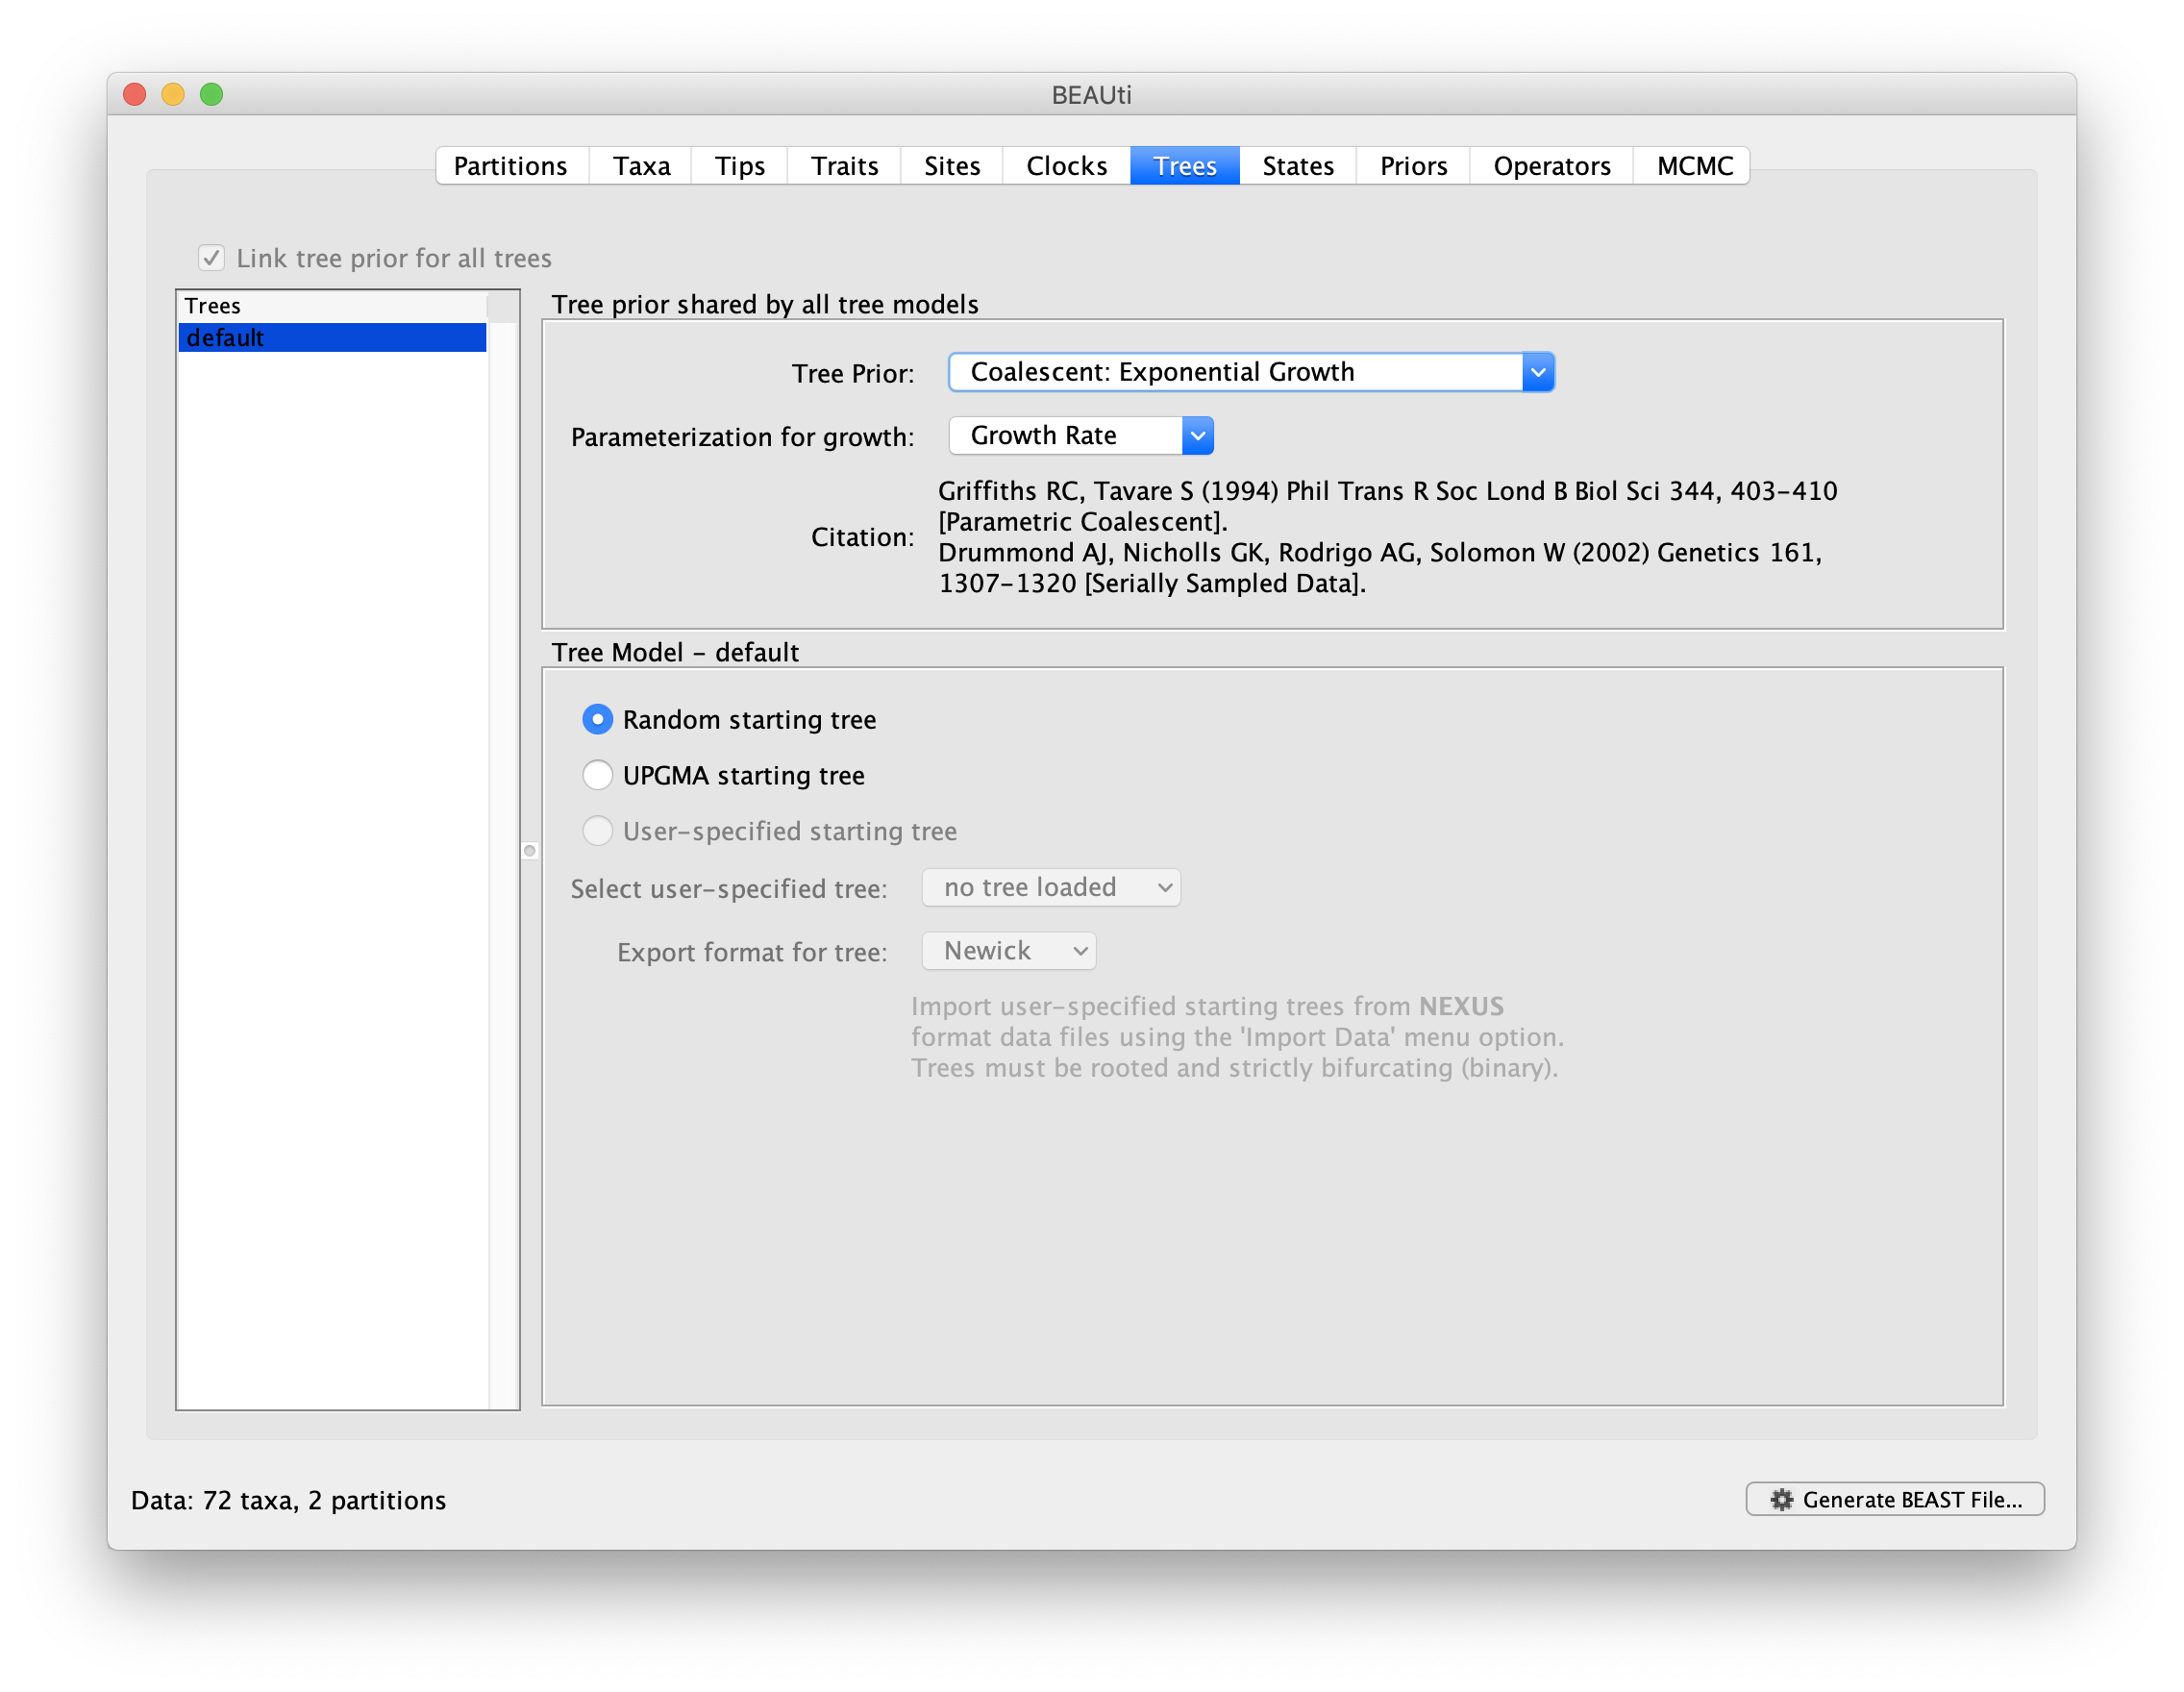 BEAUti
Partitions Taxa Tips Traits Sites Clocks Trees States Priors Operators MCMC
Link tree prior for all trees
Trees
default
Tree prior shared by all tree models
Tree Prior: Coalescent: Exponential Growth
Parameterization for growth: Growth Rate
Citation:
Griffiths RC, Tavare S (1994) Phil Trans R Soc Lond B Biol Sci 344, 403-410
[Parametric Coalescent].
Drummond AJ, Nicholls GK, Rodrigo AG, Solomon W (2002) Genetics 161,
1307-1320 [Serially Sampled Data].
Tree Model - default
Random starting tree
UPGMA starting tree
User-specified starting tree
Select user-specified tree: no tree loaded
Export format for tree: Newick
Import user-specified starting trees from NEXUS
format data files using the 'Import Data' menu option.
Trees must be rooted and strictly bifurcating (binary).
Data: 72 taxa, 2 partitions
Generate BEAST File...